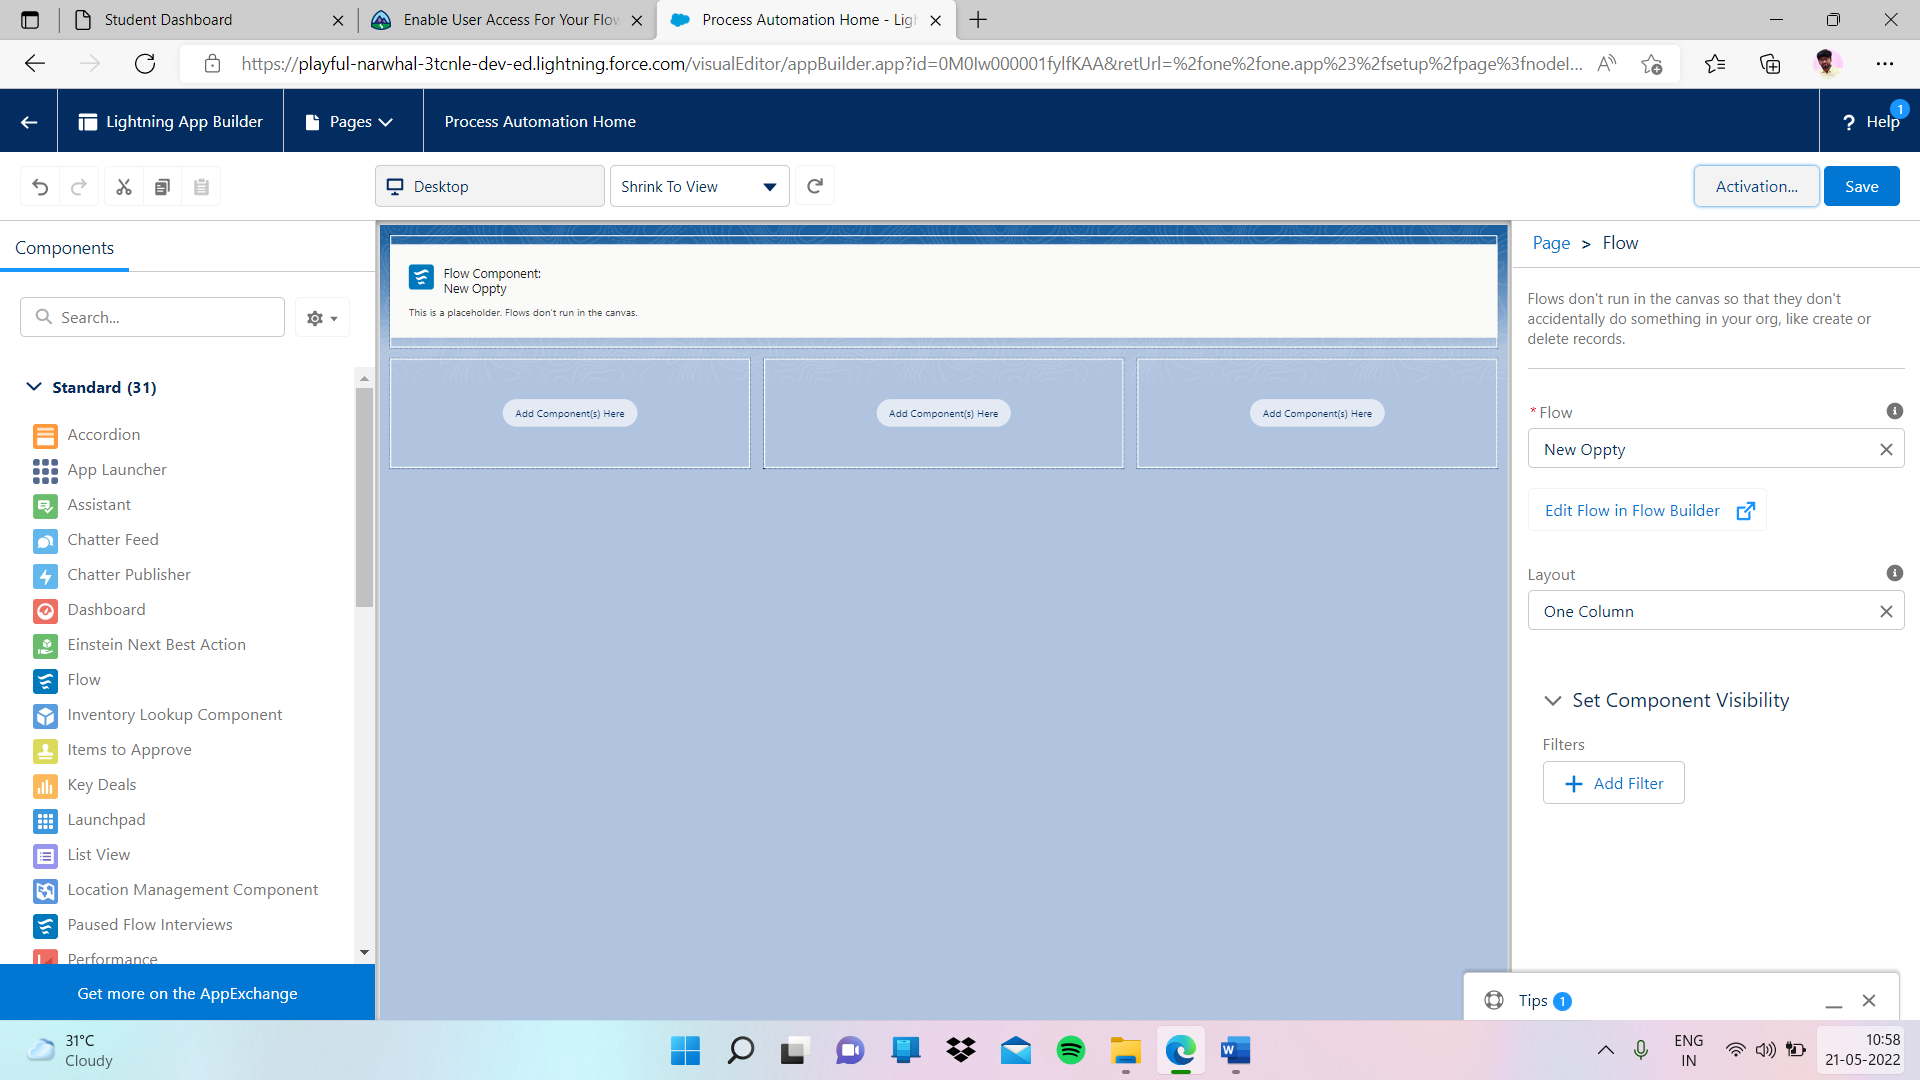 Student Dashboard
Enable User Access For Your Flo
Process Automation Home - Ligh
https://playful-narwhal-3tcnle-dev-ed.lightning.force.com/visualEditor/appBuilder.app?id=0M0Iw000001fyIfKAA&retUrl=%2fone%2fone.app%23%2fsetup%2fpage%3fnodeI...
Lightning App Builder
Pages
Process Automation Home
? Help
1
Desktop
Shrink To View
Activation...
Save
Components
Search...
Standard (31)
Accordion
App Launcher
Assistant
Chatter Feed
Chatter Publisher
Dashboard
Einstein Next Best Action
Flow
Inventory Lookup Component
Items to Approve
Key Deals
Launchpad
List View
Location Management Component
Paused Flow Interviews
Performance
Get more on the AppExchange
Flow Component:
New Oppty
This is a placeholder. Flows don't run in the canvas.
Add Component(s) Here
Add Component(s) Here
Add Component(s) Here
Page > Flow
Flows don't run in the canvas so that they don't
accidentally do something in your org, like create or
delete records.
* Flow
New Oppty
Edit Flow in Flow Builder
Layout
One Column
Set Component Visibility
Filters
Add Filter
Tips 1
31°C
Cloudy
ENG
IN
10:58
21-05-2022